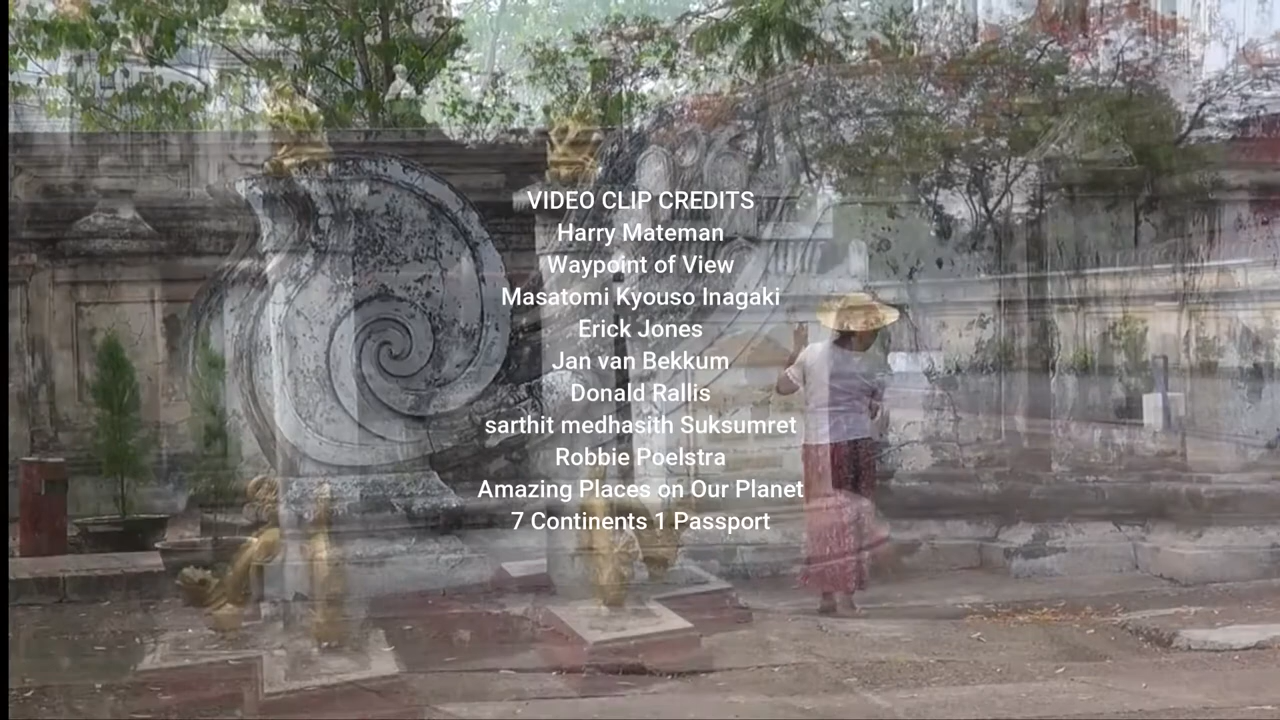 VIDEO CLIP CREDITS
Harry Mateman
Waypoint of View
Masatomi Kyouso Inagaki
Erick Jones
Jan van Bekkum
Donald Rallis
sarthit medhasith Suksumret
Robbie Poelstra
Amazing Places on Our Planet
7 Continents 1 Passport